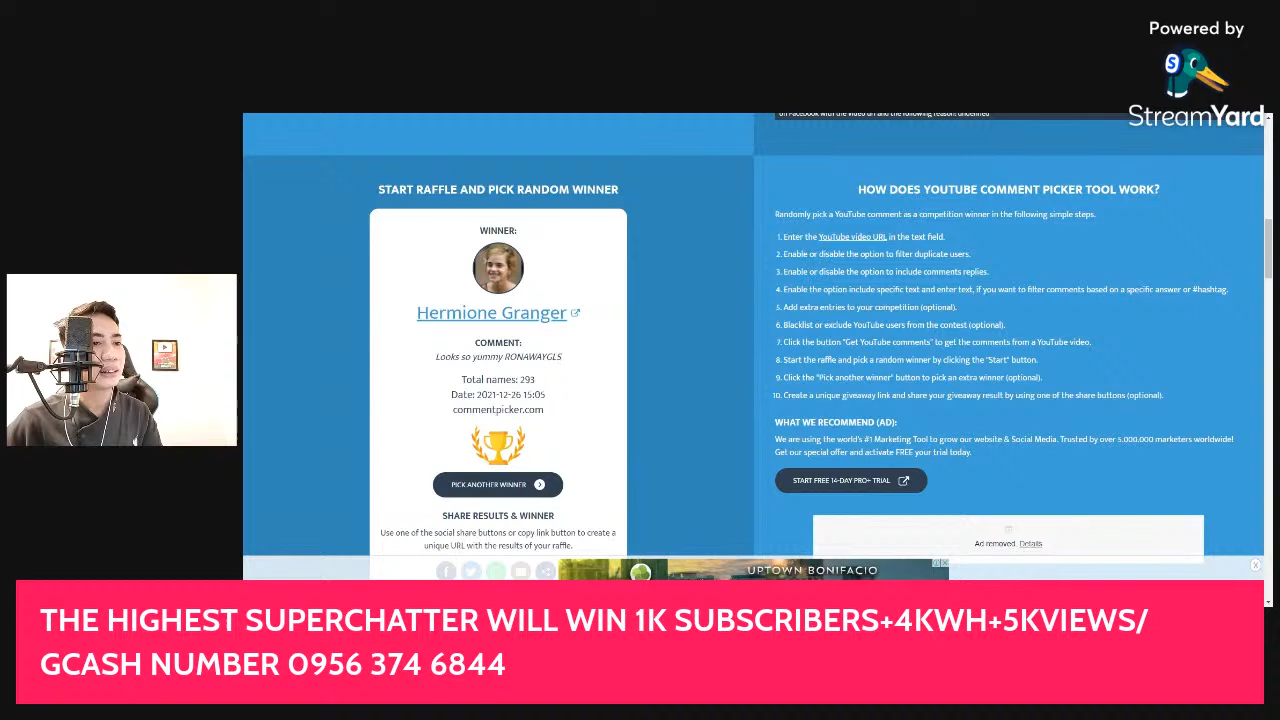 Powered by
StreamYard
on Facebook with the video url and the following reason: undefined
START RAFFLE AND PICK RANDOM WINNER
WINNER:
Hermione Granger
COMMENT:
Looks so yummy RONAWAYGLS
Total names: 293
Date: 2021-12-26 15:05
commentpicker.com
PICK ANOTHER WINNER
SHARE RESULTS & WINNER
Use one of the social share buttons or copy link button to create a
unique URL with the results of your raffle.
HOW DOES YOUTUBE COMMENT PICKER TOOL WORK?
Randomly pick a YouTube comment as a competition winner in the following simple steps.
1. Enter the YouTube video URL in the text field.
2. Enable or disable the option to filter duplicate users.
3. Enable or disable the option to include comments replies.
4. Enable the option include specific text and enter text, if you want to filter comments based on a specific answer or #hashtag.
5. Add extra entries to your competition (optional).
6. Blacklist or exclude YouTube users from the contest (optional).
7. Click the button "Get YouTube comments" to get the comments from a YouTube video.
8. Start the raffle and pick a random winner by clicking the "Start" button.
9. Click the "Pick another winner" button to pick an extra winner (optional).
10. Create a unique giveaway link and share your giveaway result by using one of the share buttons (optional).
WHAT WE RECOMMEND (AD):
We are using the world's #1 Marketing Tool to grow our website & Social Media. Trusted by over 5.000.000 marketers worldwide!
Get our special offer and activate FREE your trial today.
START FREE 14-DAY PRO+ TRIAL
Ad removed. Details
UPTOWN BONIFACIO
THE HIGHEST SUPERCHATTER WILL WIN 1K SUBSCRIBERS+4KWH+5KVIEWS/
GCASH NUMBER 0956 374 6844